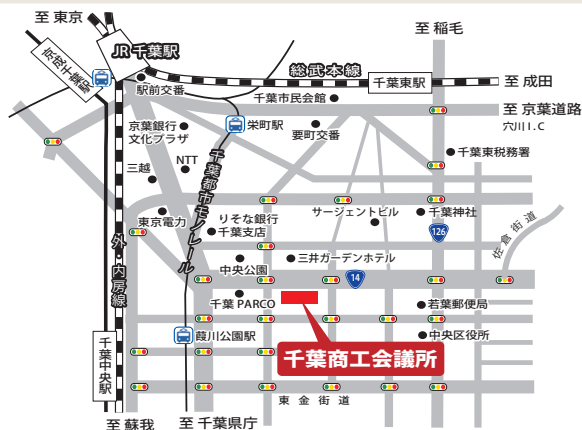 至 東京
至 稲毛
JR 千葉駅
京成千葉駅
総武本線
千葉東駅
至 成田
駅前交番
千葉市民会館
至 京葉道路
穴川I.C
京葉銀行
文化プラザ
栄町駅
要町交番
NTT
千葉東税務署
三越
千葉都市モノレール
東京電力
りそな銀行
千葉支店
サージェントビル
千葉神社
126
佐倉街道
外・内房線
中央公園
三井ガーデンホテル
14
千葉 PARCO
若葉郵便局
葭川公園駅
中央区役所
千葉中央駅
千葉商工会議所
東金街道
至 蘇我
至 千葉県庁